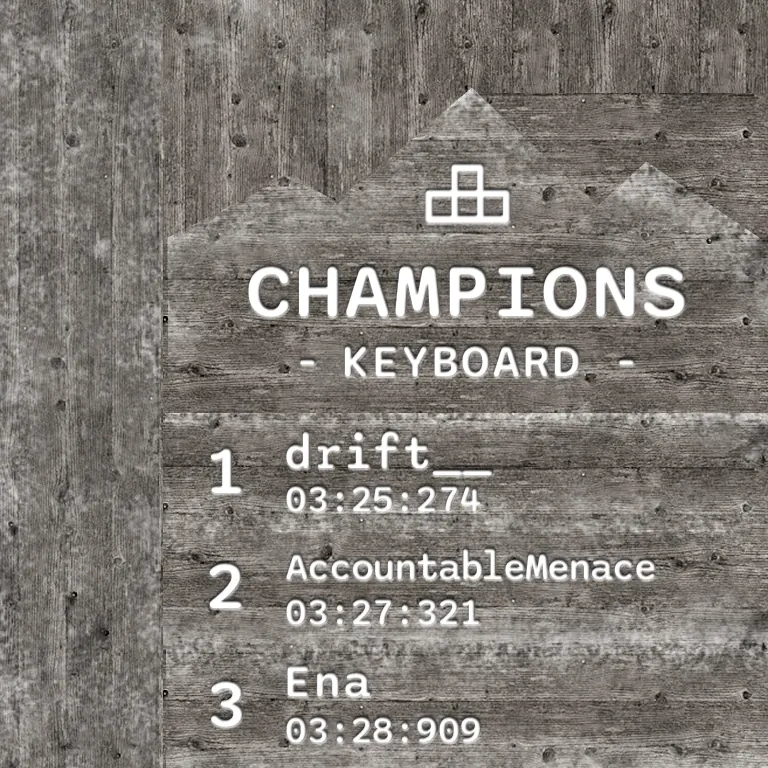 CHAMPIONS
- KEYBOARD -
1 drift__
03:25:274
2 AccountableMenace
03:27:321
3 Ena
03:28:909